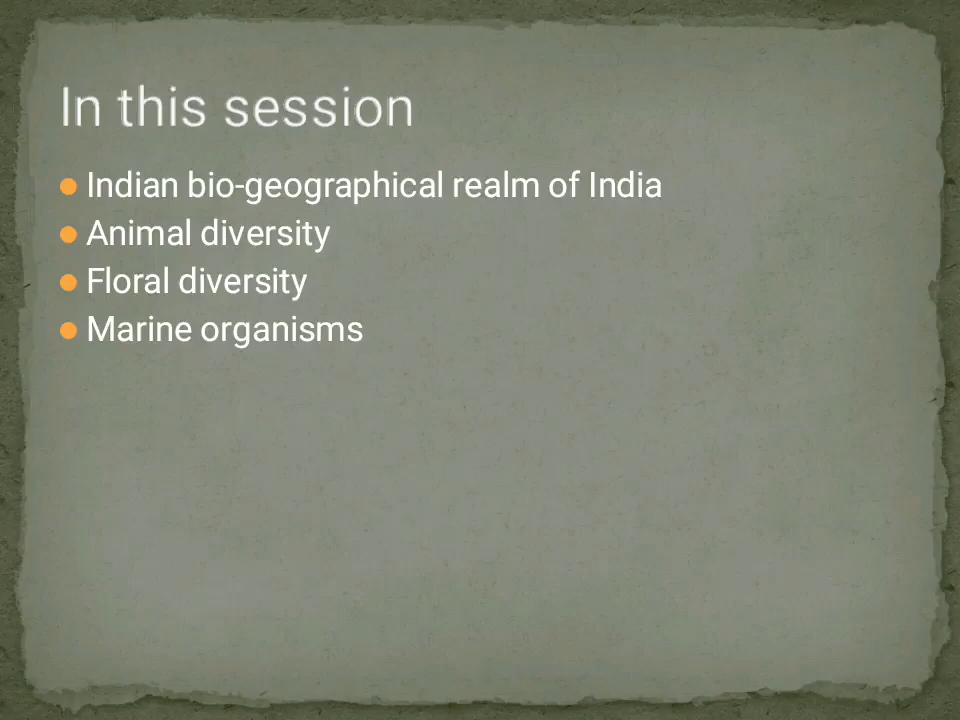 In this session
Indian bio-geographical realm of India
Animal diversity
Floral diversity
Marine organisms